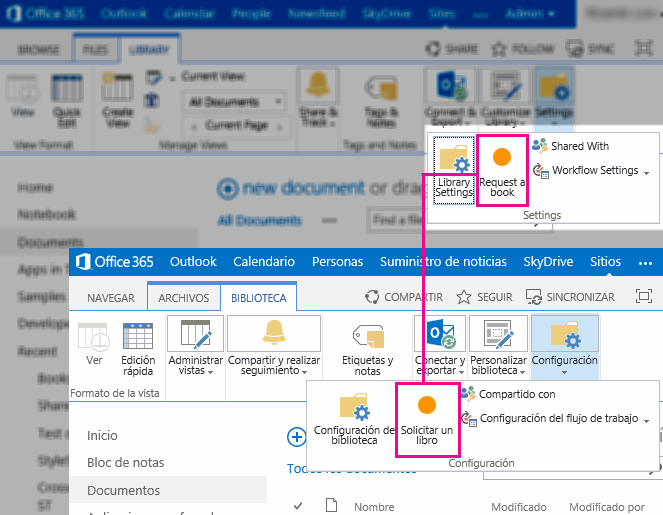 Office 365 Outlook Calendar People Newsfeed SkyDrive Sites ... Admin
BROWSE FILES LIBRARY SHARE FOLLOW SYNC
View Quick Edit Create View Current View:
All Documents
Current Page
Share & Track Tags & Notes Connect & Export Customize Library Settings
View Format Manage Views Tags and Notes
Library Settings Request a book Shared With
Workflow Settings
Settings
Home
Notebook
Documents
Apps in T
Samples
Develope
Recent
Books
Share
Test
Style
Cross
ST
new document or drag
All Documents ... Find a file
Office 365 Outlook Calendario Personas Suministro de noticias SkyDrive Sitios ...
NAVEGAR ARCHIVOS BIBLIOTECA COMPARTIR SEGUIR SINCRONIZAR
Ver Edición rápida Administrar vistas Compartir y realizar seguimiento Etiquetas y notas Conectar y exportar Personalizar biblioteca Configuración
Formato de la vista
Configuración de biblioteca Solicitar un libro Compartido con
Configuración del flujo de trabajo
Configuración
Inicio
Bloc de notas
Documentos
Todos los documentos
Nombre Modificado Modificado por